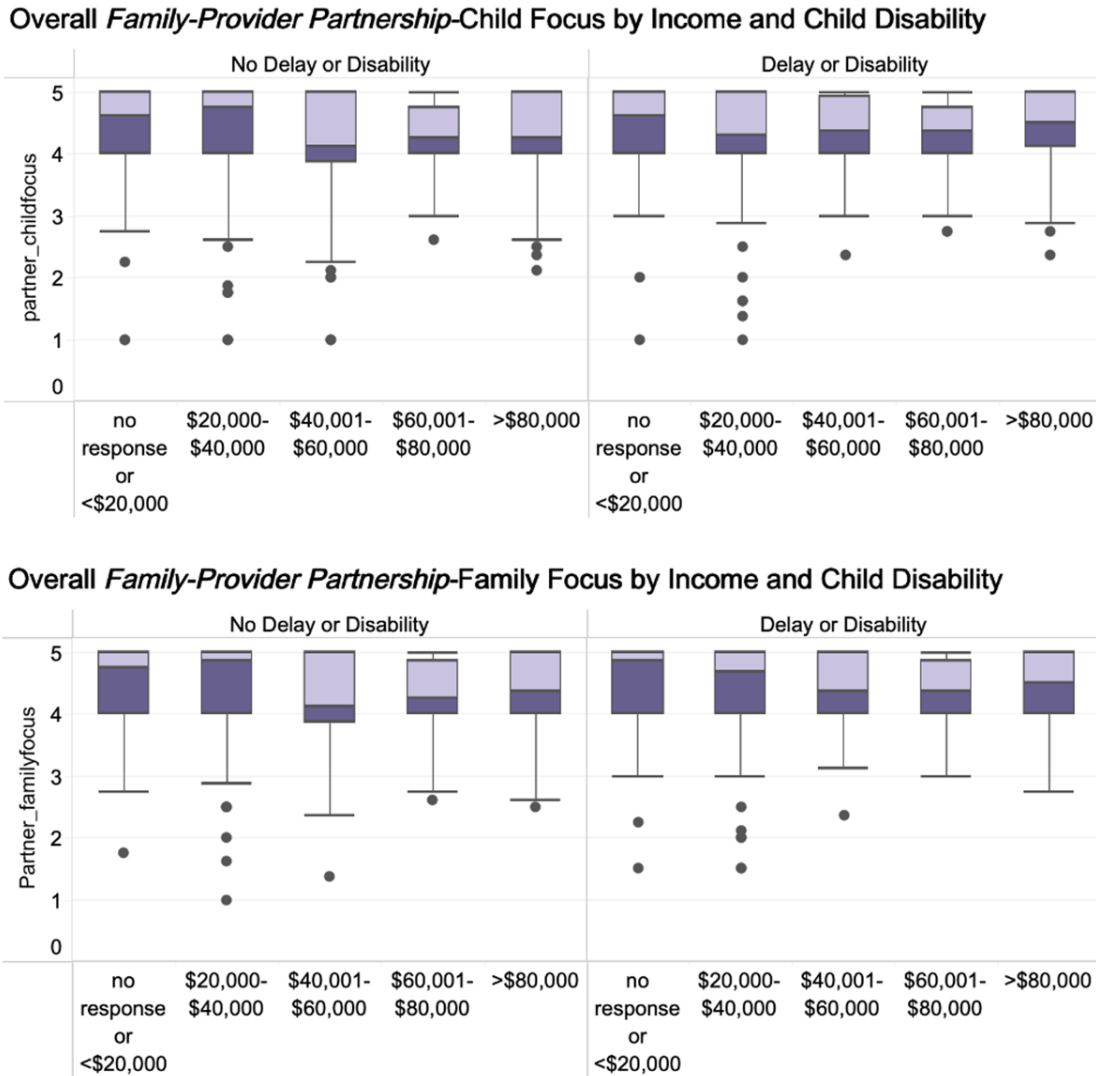 Overall Family-Provider Partnership-Child Focus by Income and Child Disability
No Delay or Disability
Delay or Disability
partner_childfocus
5
4
3
2
1
0
no response or <$20,000
$20,000-$40,000
$40,001-$60,000
$60,001-$80,000
>$80,000
no response or <$20,000
$20,000-$40,000
$40,001-$60,000
$60,001-$80,000
>$80,000
Overall Family-Provider Partnership-Family Focus by Income and Child Disability
No Delay or Disability
Delay or Disability
Partner_familyfocus
5
4
3
2
1
0
no response or <$20,000
$20,000-$40,000
$40,001-$60,000
$60,001-$80,000
>$80,000
no response or <$20,000
$20,000-$40,000
$40,001-$60,000
$60,001-$80,000
>$80,000